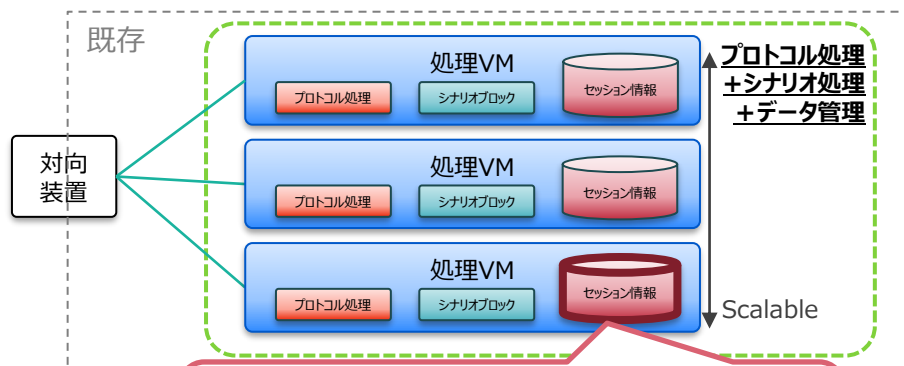 既存
処理VM
プロトコル処理
シナリオブロック
セッション情報
プロトコル処理
+シナリオ処理
+データ管理
対向
装置
処理VM
プロトコル処理
シナリオブロック
セッション情報
処理VM
プロトコル処理
シナリオブロック
セッション情報
Scalable